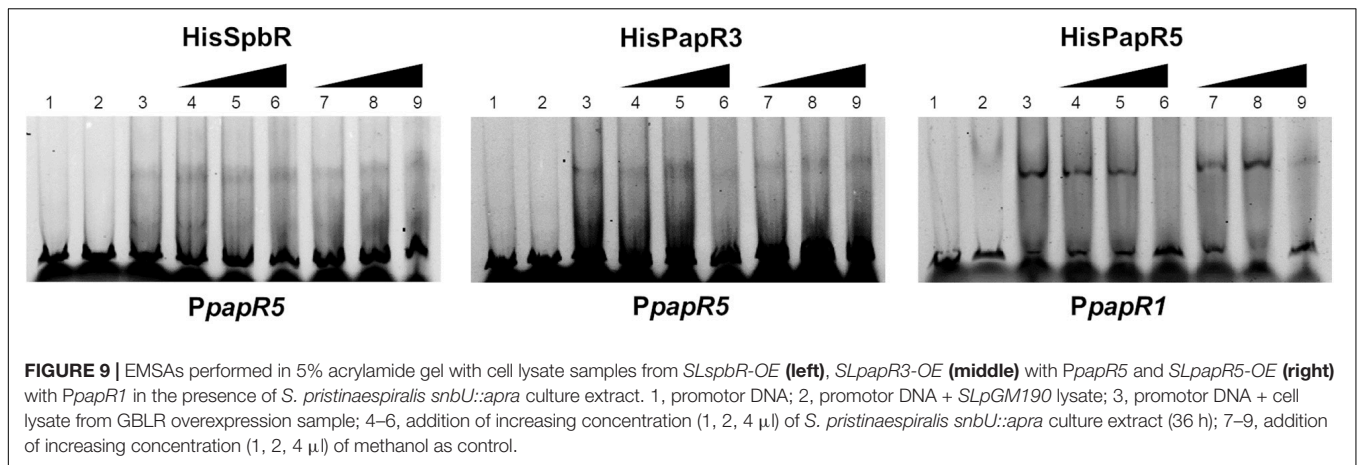 HisSpbR HisPapR3 HisPapR5
1 2 3 4 5 6 7 8 9 1 2 3 4 5 6 7 8 9 1 2 3 4 5 6 7 8 9
PpapR5 PpapR5 PpapR1
FIGURE 9 | EMSAs performed in 5% acrylamide gel with cell lysate samples from SLspbR-OE (left), SLpapR3-OE (middle) with PpapR5 and SLpapR5-OE (right)
with PpapR1 in the presence of S. pristinaespiralis snbU::apra culture extract. 1, promotor DNA; 2, promotor DNA + SLpGM190 lysate; 3, promotor DNA + cell
lysate from GBLR overexpression sample; 4–6, addition of increasing concentration (1, 2, 4 μl) of S. pristinaespiralis snbU::apra culture extract (36 h); 7–9, addition
of increasing concentration (1, 2, 4 μl) of methanol as control.